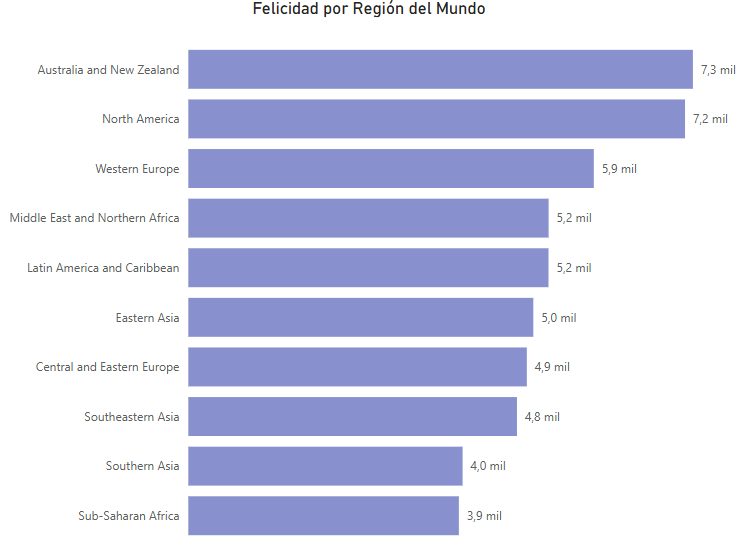 Felicidad por Región del Mundo
Australia and New Zealand 7,3 mil
North America 7,2 mil
Western Europe 5,9 mil
Middle East and Northern Africa 5,2 mil
Latin America and Caribbean 5,2 mil
Eastern Asia 5,0 mil
Central and Eastern Europe 4,9 mil
Southeastern Asia 4,8 mil
Southern Asia 4,0 mil
Sub-Saharan Africa 3,9 mil